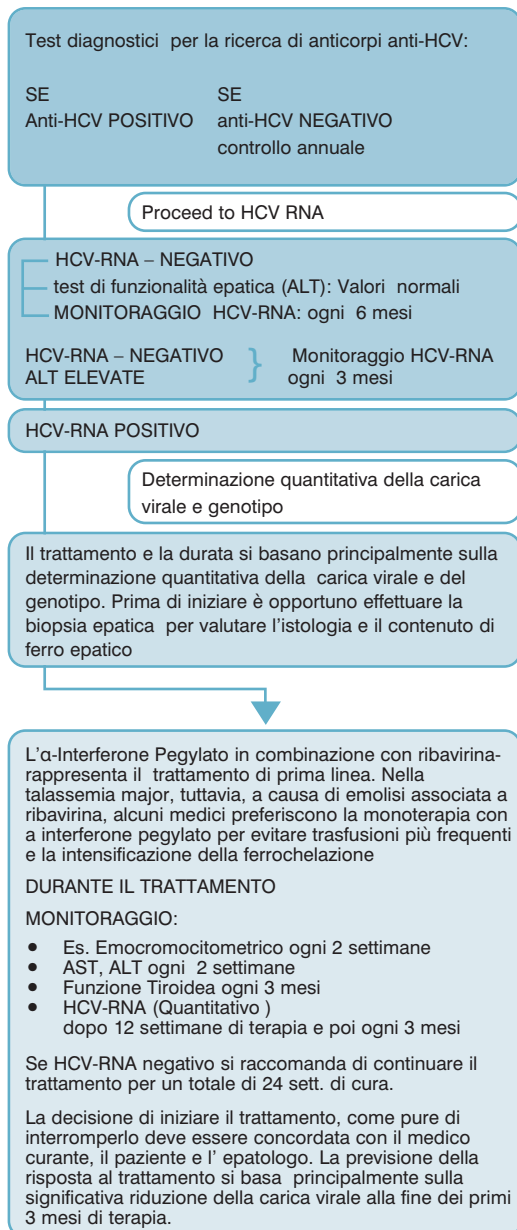 Test diagnostici per la ricerca di anticorpi anti-HCV:
SE SE
Anti-HCV POSITIVO anti-HCV NEGATIVO
controllo annuale
Proceed to HCV RNA
HCV-RNA – NEGATIVO
test di funzionalità epatica (ALT): Valori normali
MONITORAGGIO HCV-RNA: ogni 6 mesi
HCV-RNA – NEGATIVO } Monitoraggio HCV-RNA
ALT ELEVATE ogni 3 mesi
HCV-RNA POSITIVO
Determinazione quantitativa della carica
virale e genotipo
Il trattamento e la durata si basano principalmente sulla
determinazione quantitativa della carica virale e del
genotipo. Prima di iniziare è opportuno effettuare la
biopsia epatica per valutare l’istologia e il contenuto di
ferro epatico
L’α-Interferone Pegylato in combinazione con ribavirina-
rappresenta il trattamento di prima linea. Nella
talassemia major, tuttavia, a causa di emolisi associata a
ribavirina, alcuni medici preferiscono la monoterapia con
a interferone pegylato per evitare trasfusioni più frequenti
e la intensificazione della ferrochelazione
DURANTE IL TRATTAMENTO
MONITORAGGIO:
• Es. Emocromocitometrico ogni 2 settimane
• AST, ALT ogni 2 settimane
• Funzione Tiroidea ogni 3 mesi
• HCV-RNA (Quantitativo )
dopo 12 settimane di terapia e poi ogni 3 mesi
Se HCV-RNA negativo si raccomanda di continuare il
trattamento per un totale di 24 sett. di cura.
La decisione di iniziare il trattamento, come pure di
interromperlo deve essere concordata con il medico
curante, il paziente e l’ epatologo. La previsione della
risposta al trattamento si basa principalmente sulla
significativa riduzione della carica virale alla fine dei primi
3 mesi di terapia.